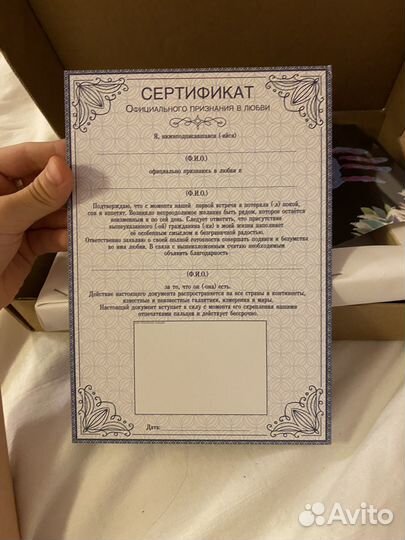 СЕРТИФИКАТ
Официального признания в любви
Я, нижеподписавшийся (-яйся)
(Ф.И.О.)
официально признаюсь в любви к
(Ф.И.О.)
Подтверждаю, что с момента нашей первой встречи я потерял (-а) покой,
сон и аппетит. Возникло непреодолимое желание быть рядом, которое остаётся
неизменным и по сей день. Следует отметить, что присутствие
вышеуказанного (-ой) гражданина (-ки) в моей жизни наполняет
её особенным смыслом и безграничной радостью.
Ответственно заявляю о своей полной готовности совершать подвиги и безумства
во имя любви. В связи с вышеизложенным считаю необходимым
объявить благодарность
(Ф.И.О.)
за то, что он (-она) есть.
Действие настоящего документа распространяется на все страны и континенты,
известные и неизвестные галактики, измерения и миры.
Настоящий документ вступает в силу с момента его скрепления нашими
отпечатками пальцев и действует бессрочно.
Дата:
Avito